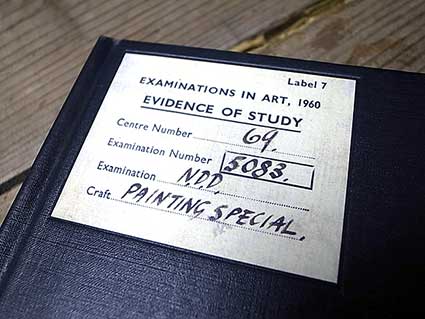 Label 7
EXAMINATIONS IN ART, 1960
EVIDENCE OF STUDY
Centre Number 69.
Examination Number 5083.
Examination N.D.D.
Craft PAINTING SPECIAL.